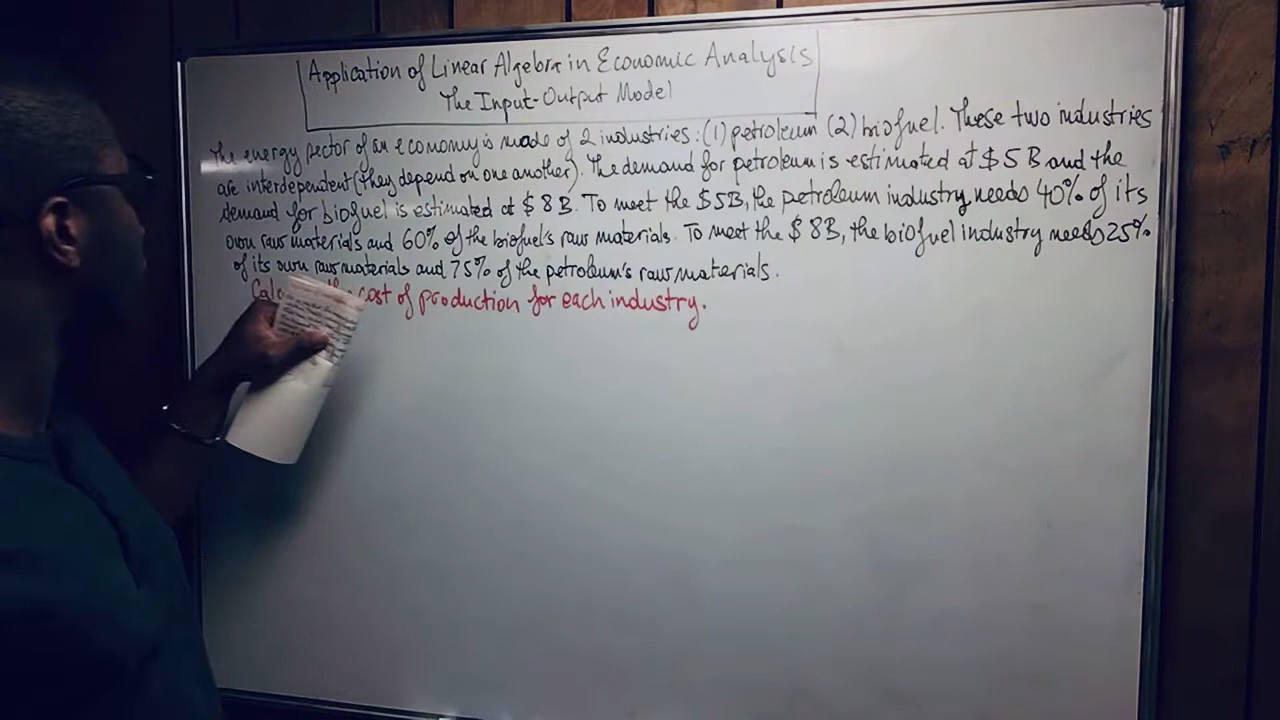 Application of Linear Algebra in Economic Analysis
The Input-Output Model
The energy sector of an economy is made of 2 industries: (1) petroleum (2) biofuel. These two industries
are interdependent (they depend on one another). The demand for petroleum is estimated at $5B and the
demand for biofuel is estimated at $8B. To meet the $5B, the petroleum industry needs 40% of its
own raw materials and 60% of the biofuel's raw materials. To meet the $8B, the biofuel industry needs 25%
of its own raw materials and 75% of the petroleum's raw materials.
cost of production for each industry.